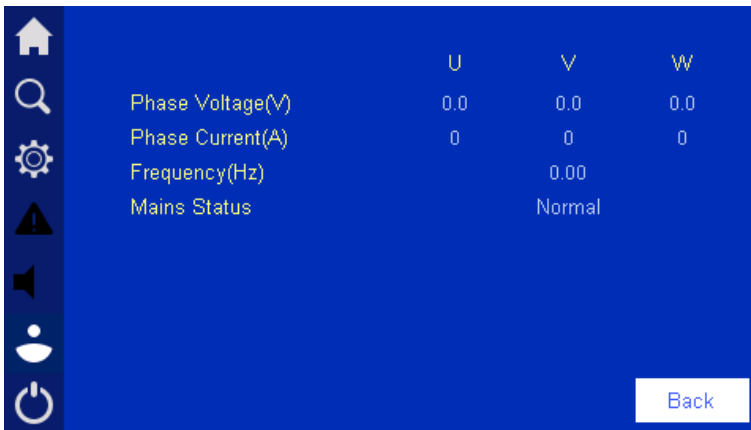 U V W
Phase Voltage(V) 0.0 0.0 0.0
Phase Current(A) 0 0 0
Frequency(Hz) 0.00
Mains Status Normal
Back